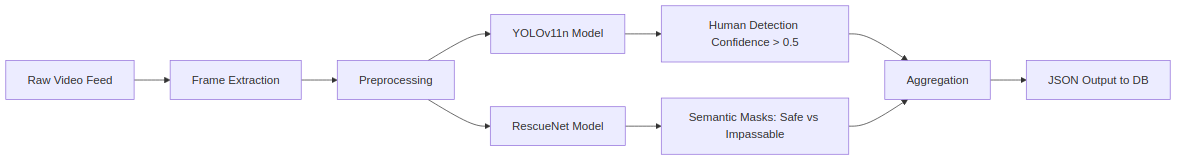 Raw Video Feed
Frame Extraction
Preprocessing
YOLOv11n Model
Human Detection
Confidence > 0.5
RescueNet Model
Semantic Masks: Safe vs
Impassable
Aggregation
JSON Output to DB